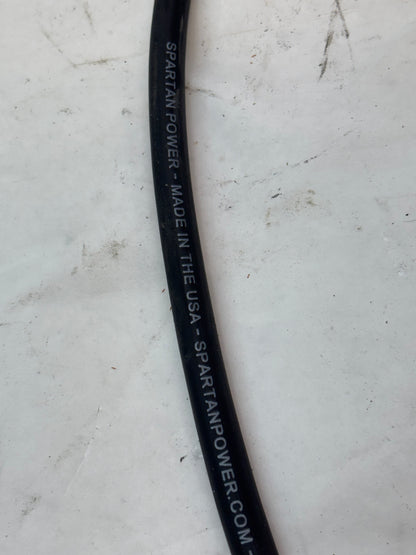 SPARTAN POWER - MADE IN THE USA - SPARTANPOWER.COM -